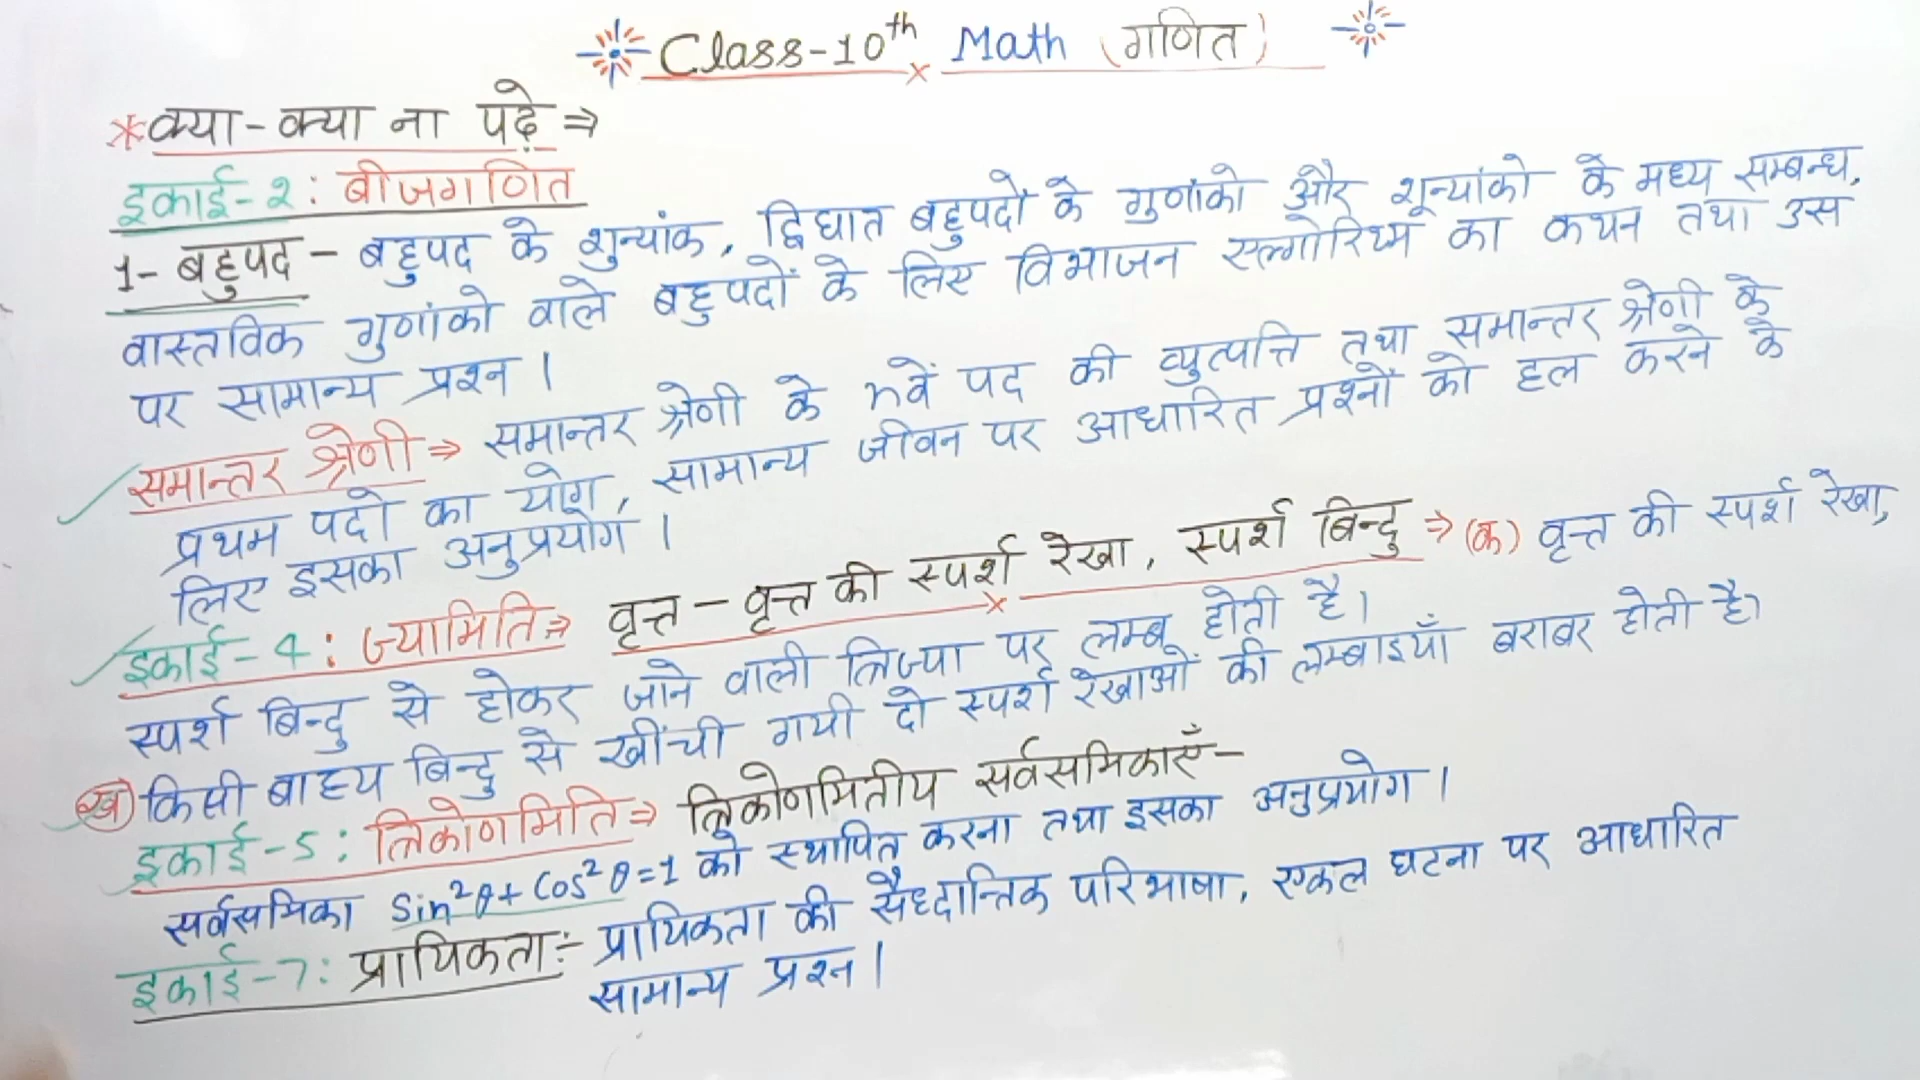 Class-10th Math (गणित)
*क्या-क्या ना पढ़े ⇒
इकाई-2: बीजगणित
1- बहुपद - बहुपद के शुन्यांक, द्विघात बहुपदों के गुणांको और शून्यांको के मध्य सम्बन्ध,
वास्तविक गुणांको वाले बहुपदों के लिए विभाजन एल्गोरिथ्म का कथन तथा उस
पर सामान्य प्रश्न।
समान्तर श्रेणी ⇒ समान्तर श्रेणी के nवें पद की व्युत्पत्ति तथा समान्तर श्रेणी के
प्रथम पदो का योग, सामान्य जीवन पर आधारित प्रश्नों को हल करने के
लिए इसका अनुप्रयोग।
इकाई-4: ज्यामिति ⇒ वृत्त - वृत्त की स्पर्श रेखा, स्पर्श बिन्दु ⇒ (क) वृत्त की स्पर्श रेखा,
स्पर्श बिन्दु से होकर जाने वाली त्रिज्या पर लम्ब होती है।
(ख) किसी बाह्य बिन्दु से खींची गयी दो स्पर्श रेखाओं की लम्बाइयाँ बराबर होती है।
इकाई-5: त्रिकोणमिति ⇒ त्रिकोणमितीय सर्वसमिकाएँ-
सर्वसमिका Sin²θ + Cos²θ=1 को स्थापित करना तथा इसका अनुप्रयोग।
इकाई-7: प्रायिकता:- प्रायिकता की सैध्दान्तिक परिभाषा, एकल घटना पर आधारित
सामान्य प्रश्न।